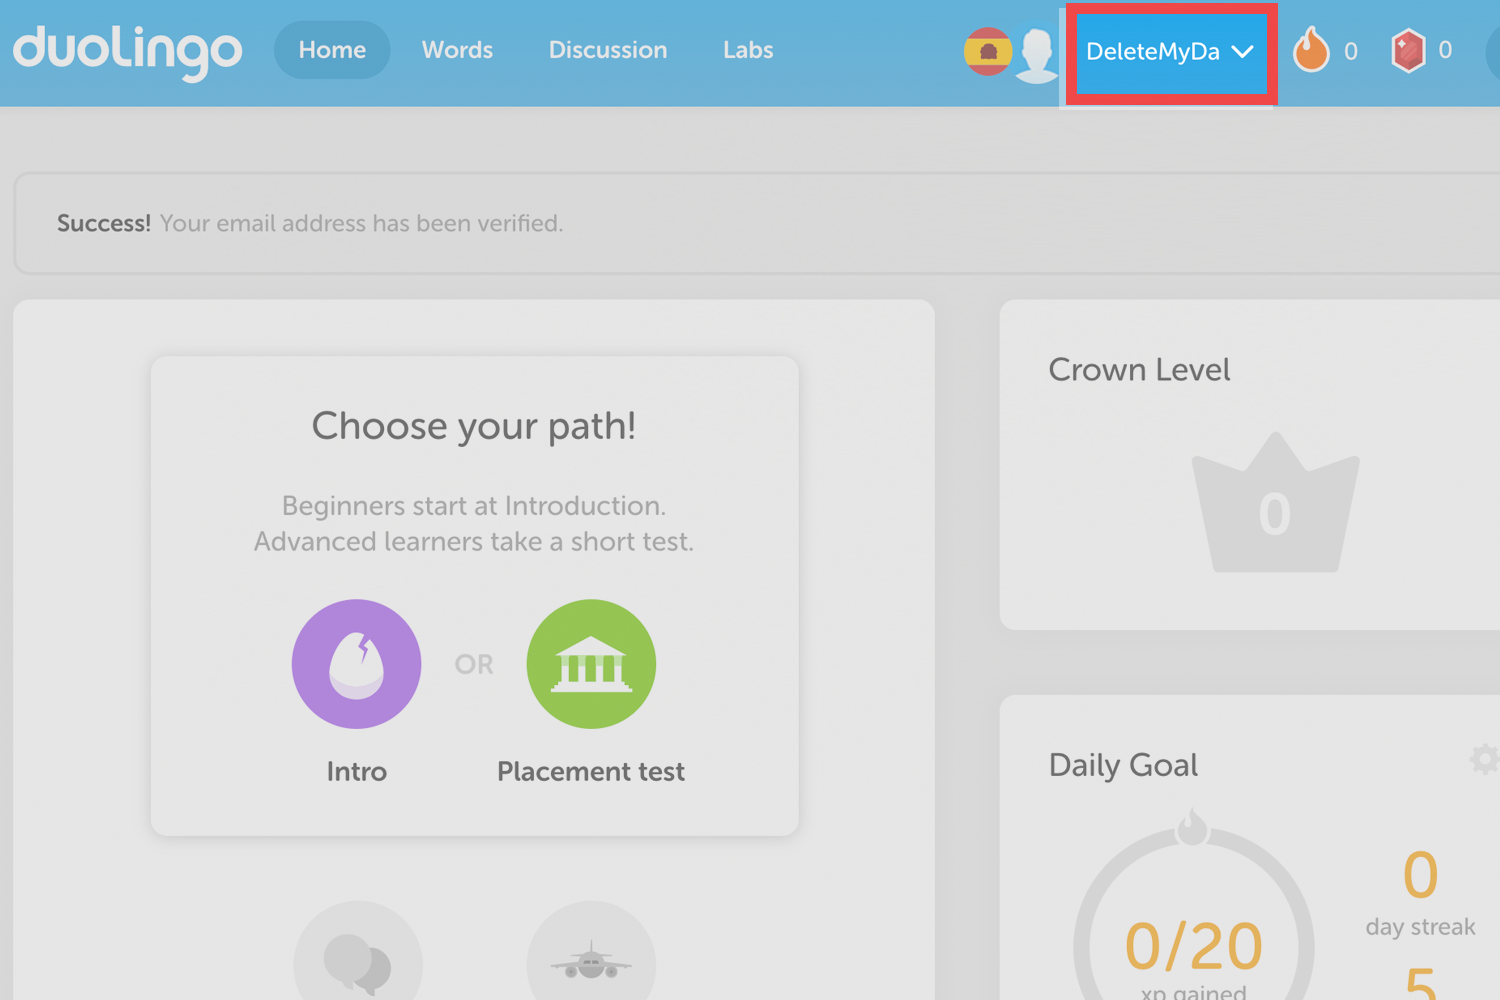 duolingo
Home
Words
Discussion
Labs
DeleteMyDa
0
0
Success! Your email address has been verified.
Choose your path!
Beginners start at Introduction.
Advanced learners take a short test.
Intro
OR
Placement test
Crown Level
0
Daily Goal
0/20
xp gained
0
day streak
5